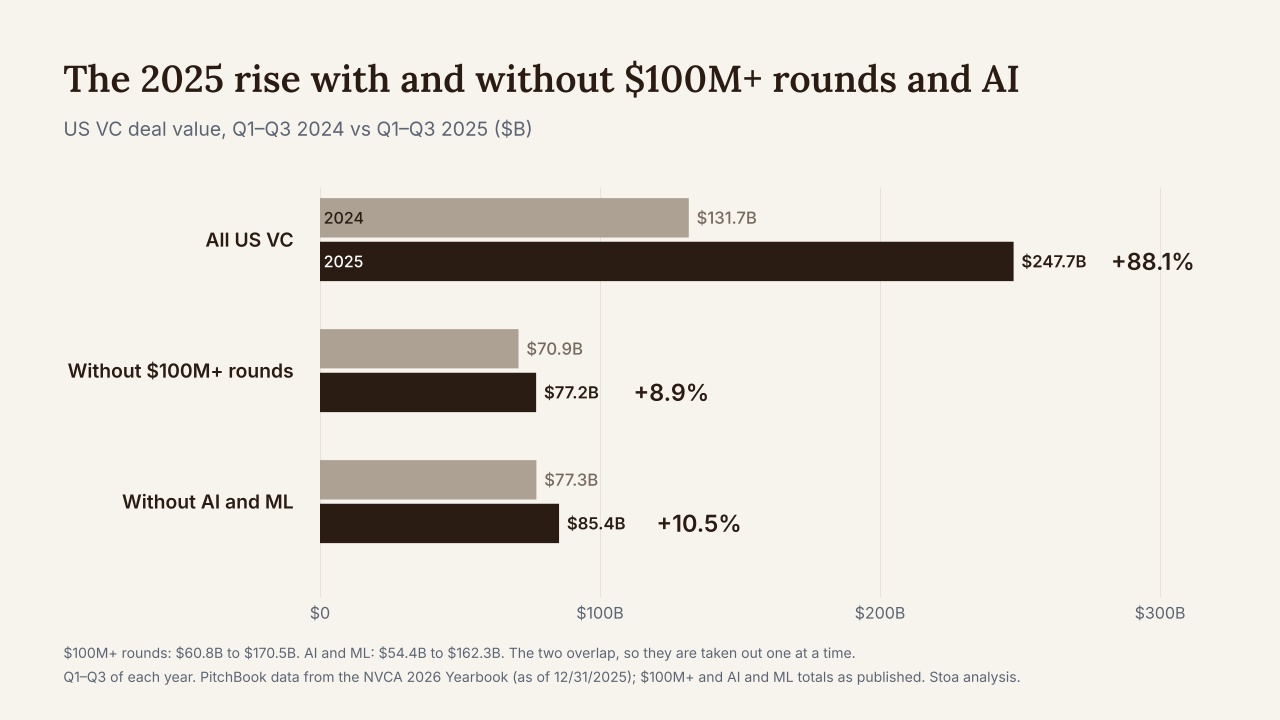 The 2025 rise with and without $100M+ rounds and AI
US VC deal value, Q1–Q3 2024 vs Q1–Q3 2025 ($B)
All US VC
2024
$131.7B
2025
$247.7B
+88.1%
Without $100M+ rounds
$70.9B
$77.2B
+8.9%
Without AI and ML
$77.3B
$85.4B
+10.5%
$0
$100B
$200B
$300B
$100M+ rounds: $60.8B to $170.5B. AI and ML: $54.4B to $162.3B. The two overlap, so they are taken out one at a time.
Q1–Q3 of each year. PitchBook data from the NVCA 2026 Yearbook (as of 12/31/2025); $100M+ and AI and ML totals as published. Stoa analysis.